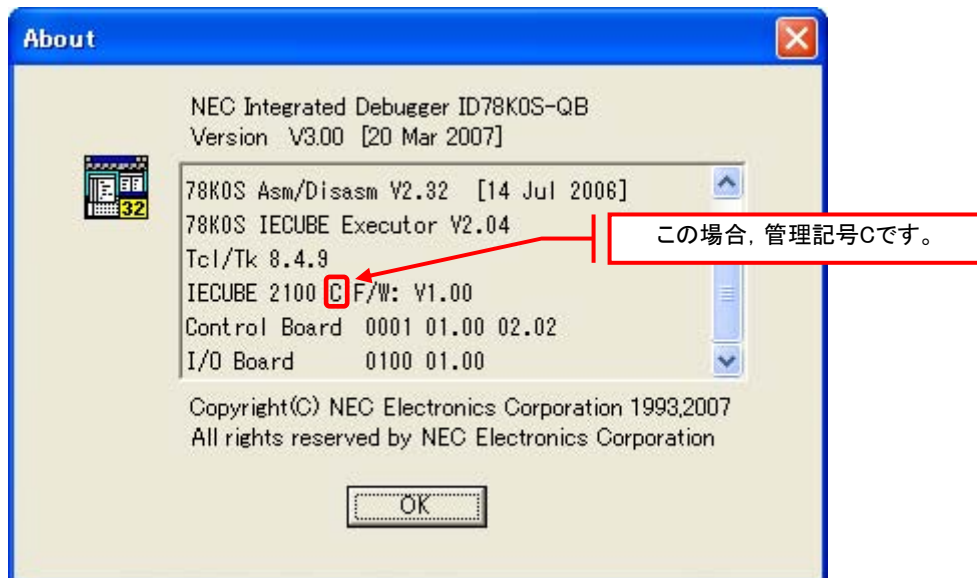 About
NEC Integrated Debugger ID78K0S-QB
Version V3.00 [20 Mar 2007]
32
78K0S Asm/Disasm V2.32 [14 Jul 2006]
78K0S IECUBE Executor V2.04
Tcl/Tk 8.4.9
IECUBE 2100 C F/W: V1.00
Control Board 0001 01.00 02.02
I/O Board 0100 01.00
この場合，管理記号Cです。
Copyright(C) NEC Electronics Corporation 1993,2007
All rights reserved by NEC Electronics Corporation
OK